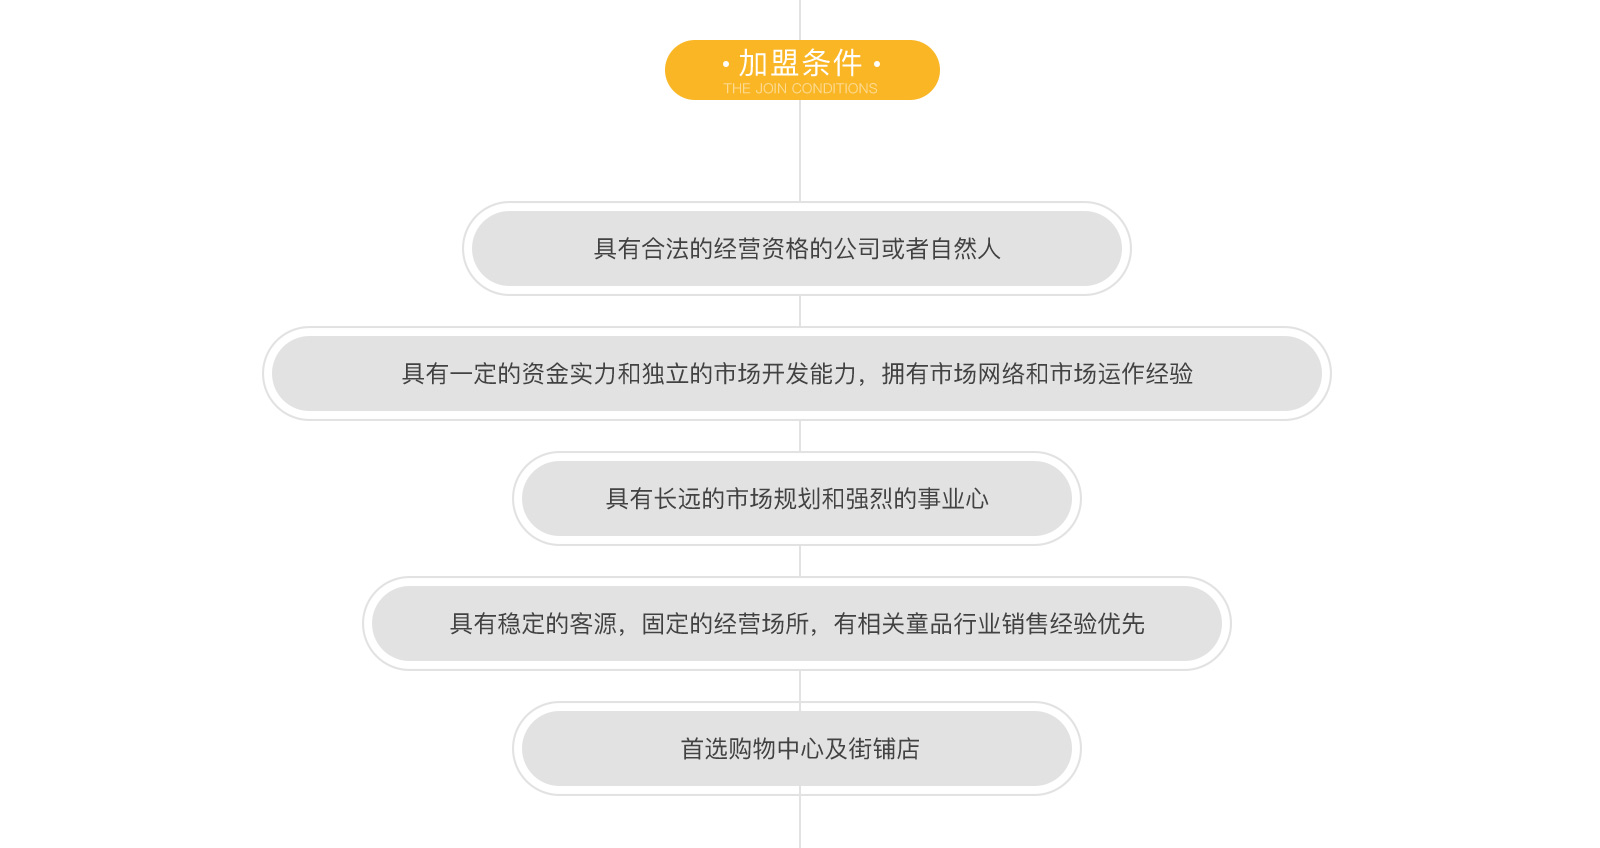 ·加盟条件·
THE JOIN CONDITIONS
具有合法的经营资格的公司或者自然人
具有一定的资金实力和独立的市场开发能力，拥有市场网络和市场运作经验
具有长远的市场规划和强烈的事业心
具有稳定的客源，固定的经营场所，有相关童品行业销售经验优先
首选购物中心及街铺店